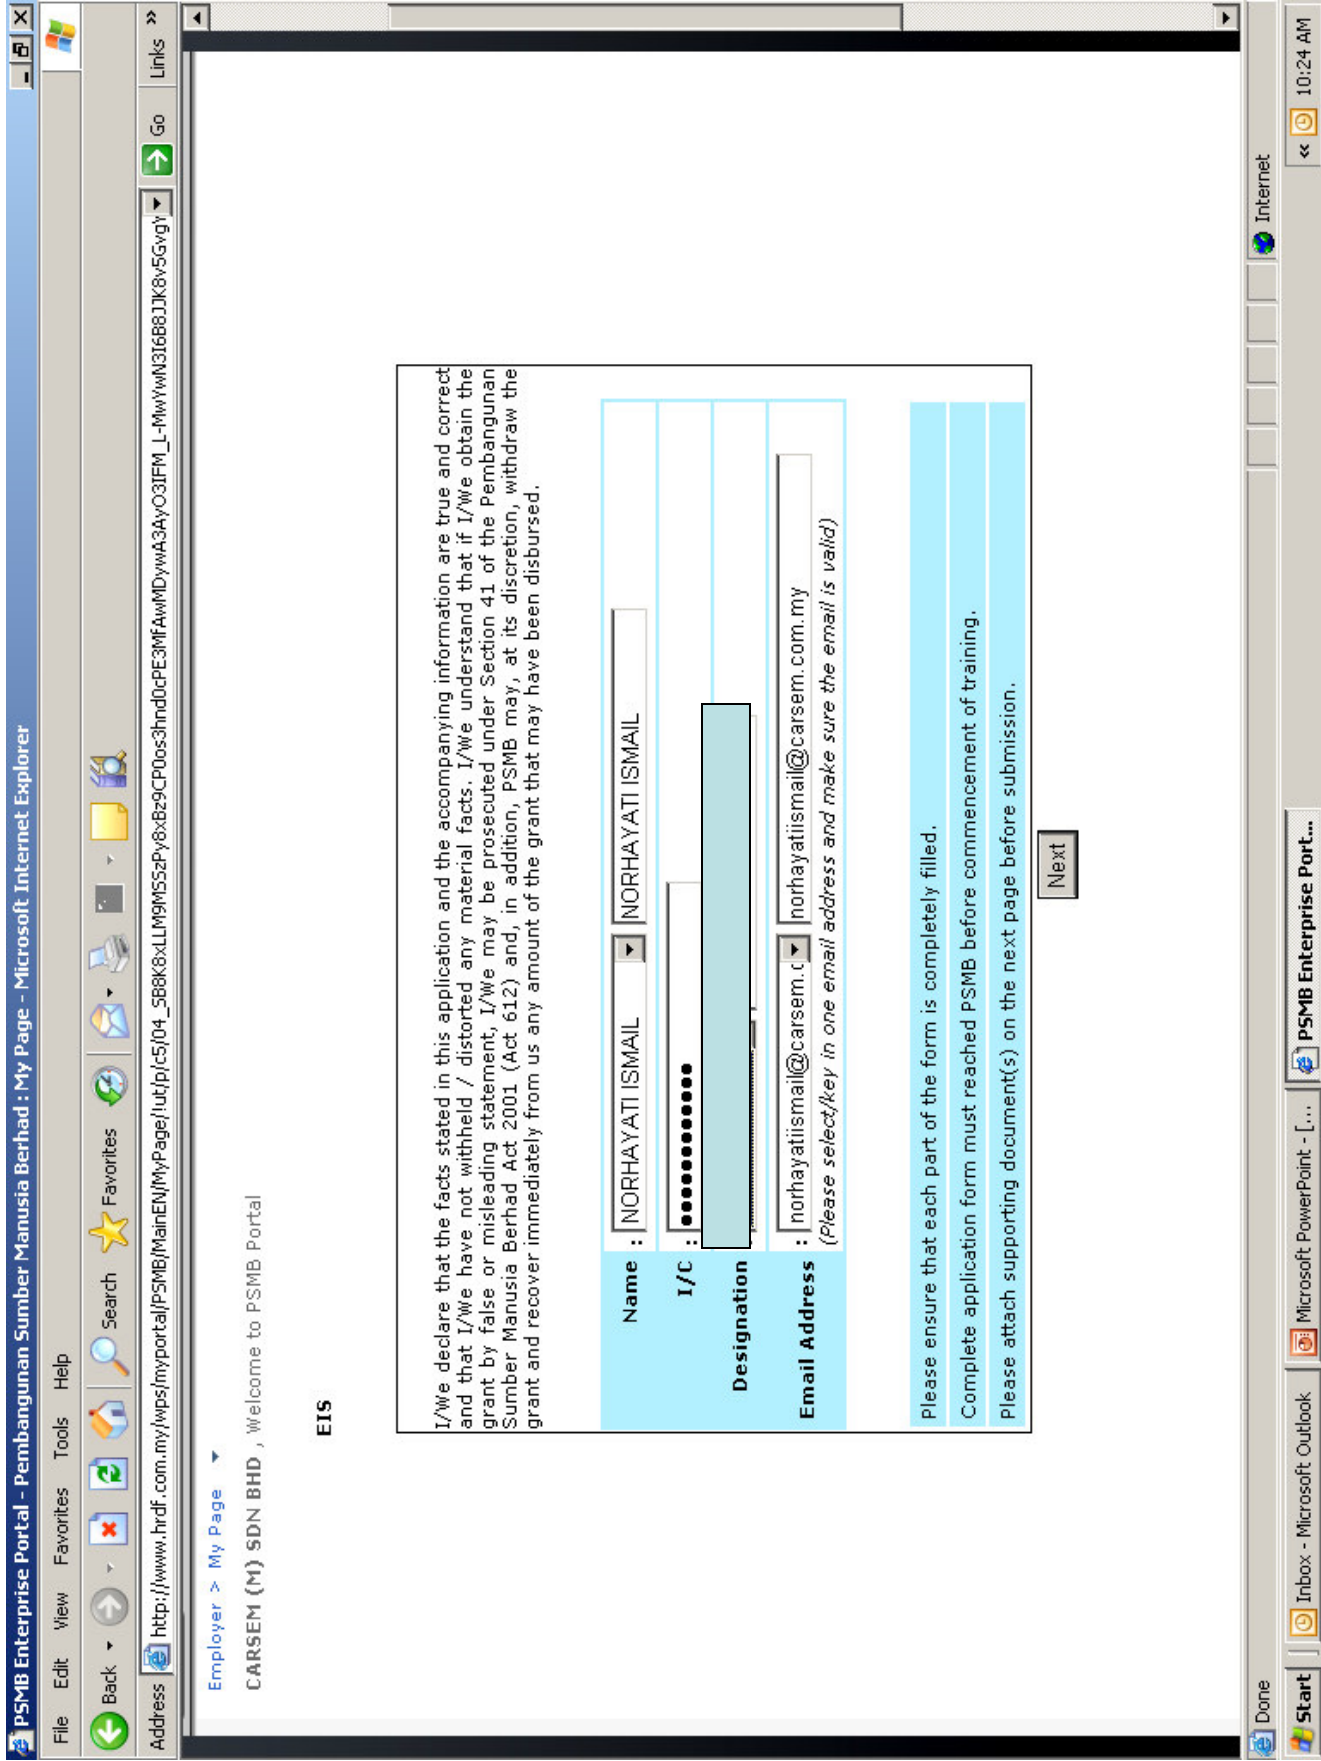 PSMB Enterprise Portal - Pembangunan Sumber Manusia Berhad : My Page - Microsoft Internet Explorer
File Edit View Favorites Tools Help
Back Search Favorites
Address http://www.hrdf.com.my/wps/myportal/PSMB/MainEN/MyPage/!ut/p/c5/04_SB8K8xLLM9MSSzPy8xBz9CP0os3hnd0cPE3MfAwMDywA3AyO3IFM_L-MwYwN3I6B8JJK8v5GvgY Go Links »
Employer > My Page
CARSEM (M) SDN BHD , Welcome to PSMB Portal
EIS
I/We declare that the facts stated in this application and the accompanying information are true and correct
and that I/We have not withheld / distorted any material facts. I/We understand that if I/We obtain the
grant by false or misleading statement, I/We may be prosecuted under Section 41 of the Pembangunan
Sumber Manusia Berhad Act 2001 (Act 612) and, in addition, PSMB may, at its discretion, withdraw the
grant and recover immediately from us any amount of the grant that may have been disbursed.
Name : NORHAYATI ISMAIL NORHAYATI ISMAIL
I/C : ●●●●●●●●●●●●
Designation
Email Address : norhayatiismail@carsem.c norhayatiismail@carsem.com.my
(Please select/key in one email address and make sure the email is valid)
Please ensure that each part of the form is completely filled.
Complete application form must reached PSMB before commencement of training.
Please attach supporting document(s) on the next page before submission.
Next
Done Internet
Start Inbox - Microsoft Outlook Microsoft PowerPoint - [... PSMB Enterprise Port... « 10:24 AM